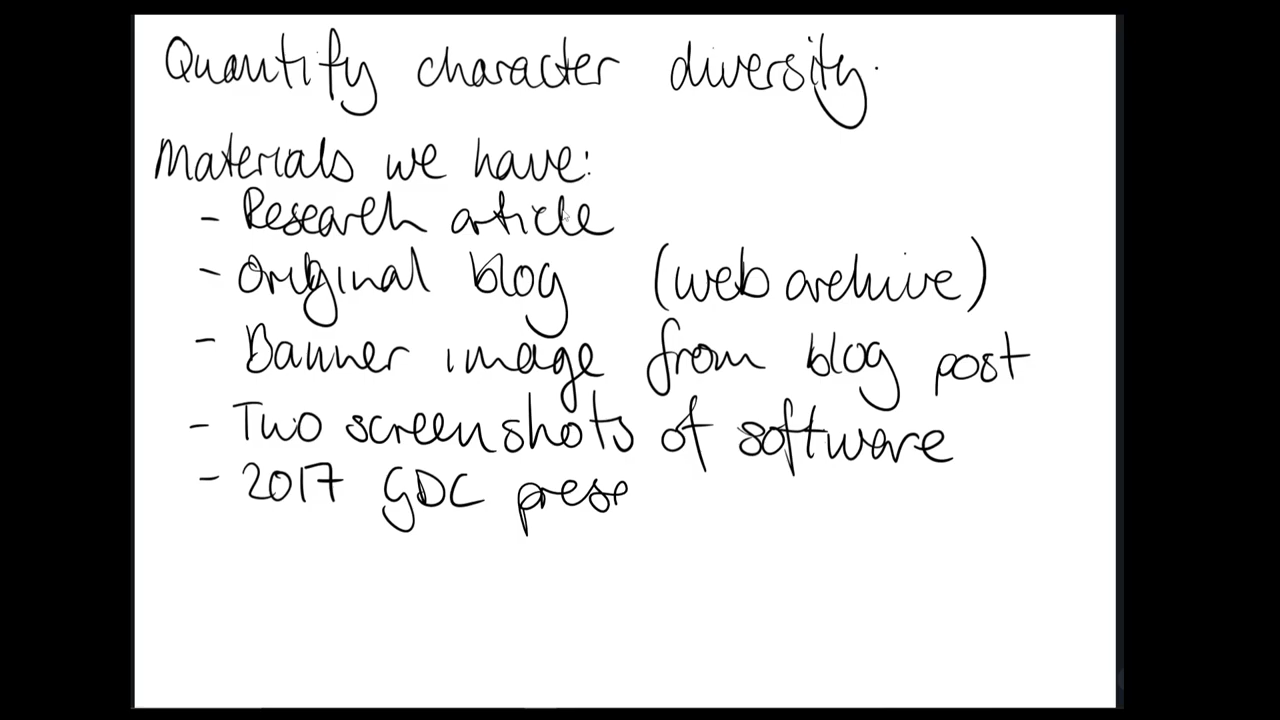 Quantify character diversity.
Materials we have:
- Research article
- Original blog (web archive)
- Banner image from blog post
- Two screenshots of software
- 2017 GDC prese